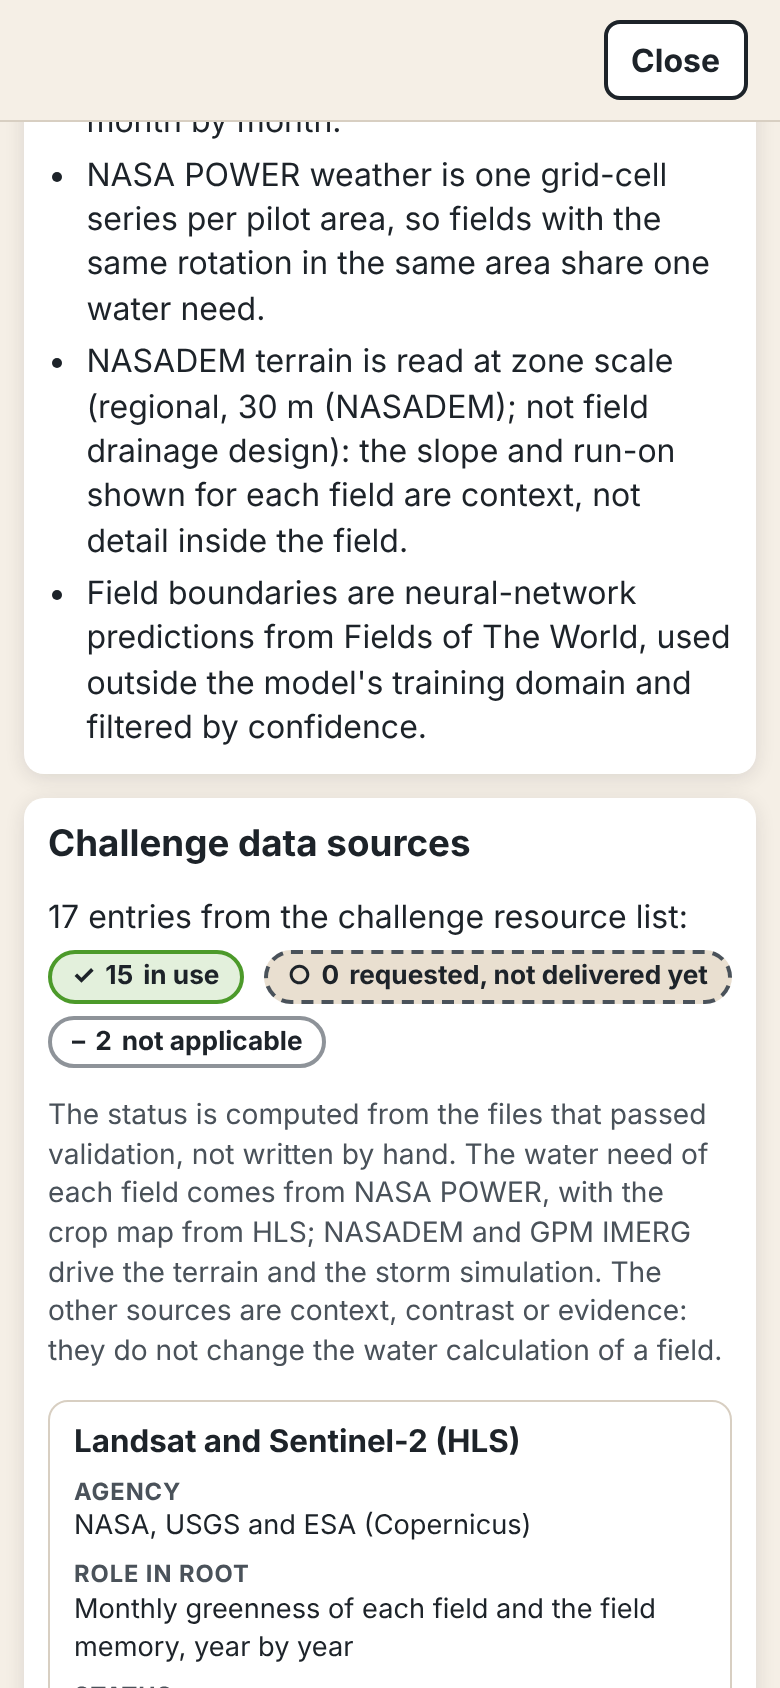 Close
month by month.
• NASA POWER weather is one grid-cell
series per pilot area, so fields with the
same rotation in the same area share one
water need.
• NASADEM terrain is read at zone scale
(regional, 30 m (NASADEM); not field
drainage design): the slope and run-on
shown for each field are context, not
detail inside the field.
• Field boundaries are neural-network
predictions from Fields of The World, used
outside the model's training domain and
filtered by confidence.
Challenge data sources
17 entries from the challenge resource list:
✓ 15 in use
○ 0 requested, not delivered yet
– 2 not applicable
The status is computed from the files that passed
validation, not written by hand. The water need of
each field comes from NASA POWER, with the
crop map from HLS; NASADEM and GPM IMERG
drive the terrain and the storm simulation. The
other sources are context, contrast or evidence:
they do not change the water calculation of a field.
Landsat and Sentinel-2 (HLS)
AGENCY
NASA, USGS and ESA (Copernicus)
ROLE IN ROOT
Monthly greenness of each field and the field
memory, year by year